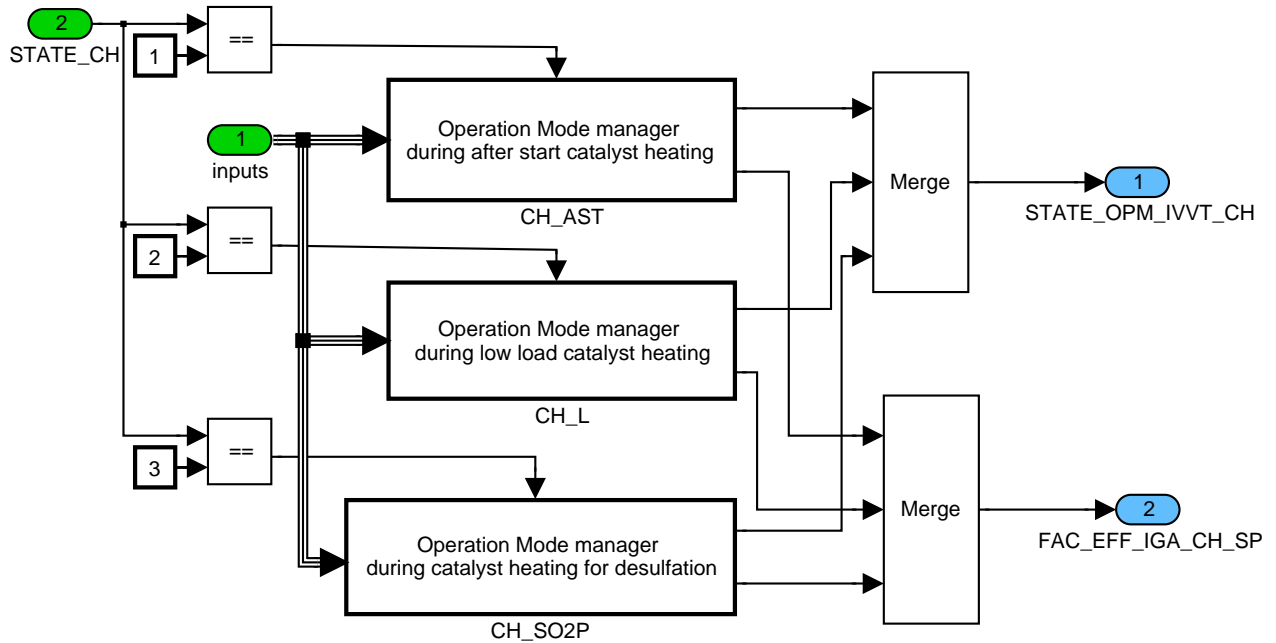 2
STATE_CH
1
==
1
inputs
Operation Mode manager
during after start catalyst heating
CH_AST
Merge
1
STATE_OPM_IVVT_CH
2
==
Operation Mode manager
during low load catalyst heating
CH_L
3
==
Operation Mode manager
during catalyst heating for desulfation
CH_SO2P
Merge
2
FAC_EFF_IGA_CH_SP